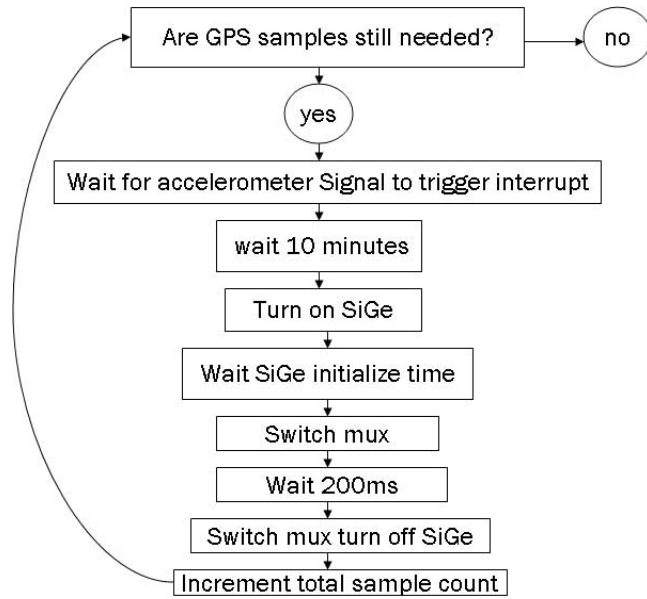 Are GPS samples still needed?
no
yes
Wait for accelerometer Signal to trigger interrupt
wait 10 minutes
Turn on SiGe
Wait SiGe initialize time
Switch mux
Wait 200ms
Switch mux turn off SiGe
Increment total sample count